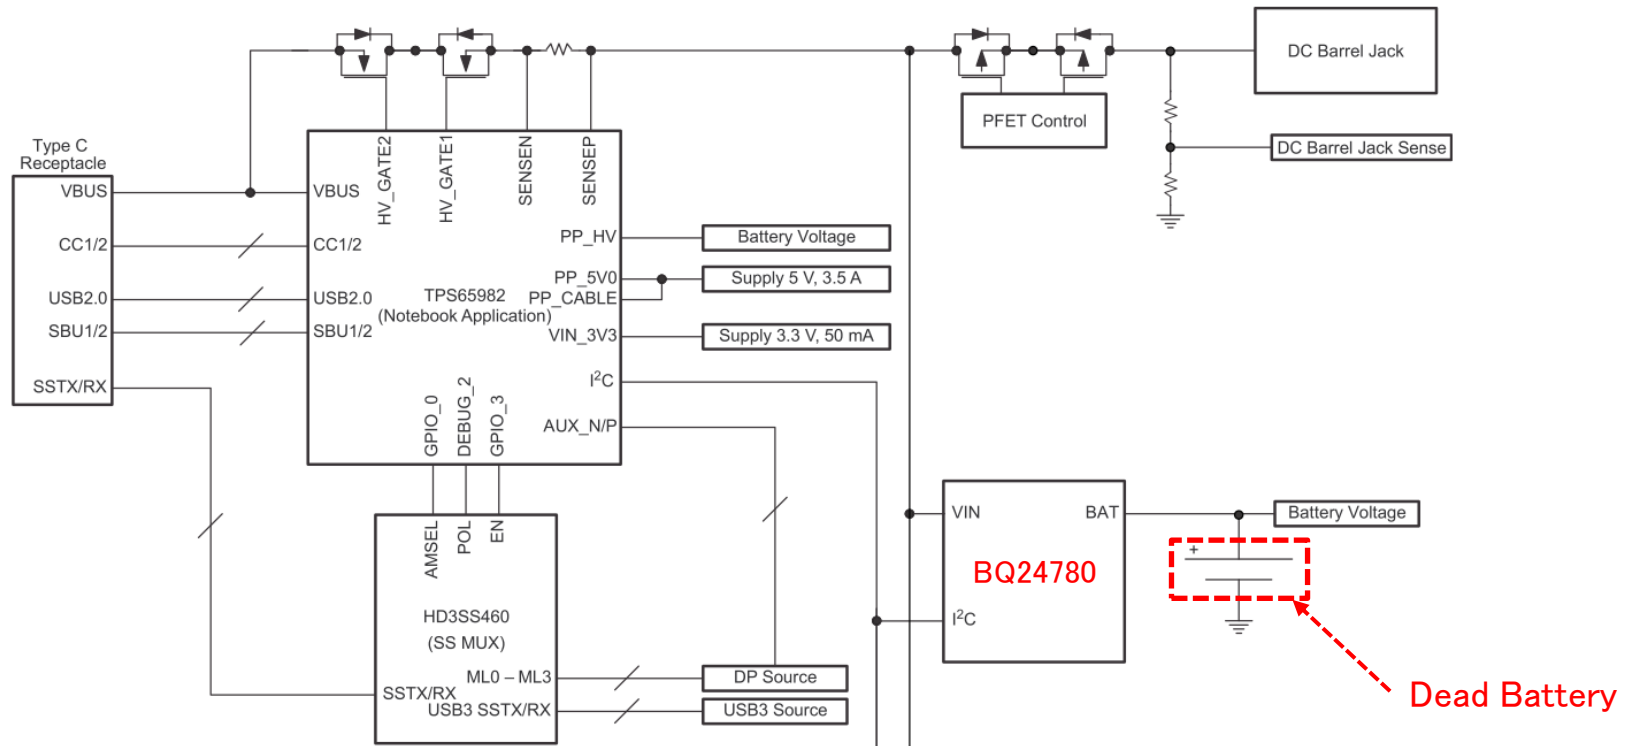 DC Barrel Jack
PFET Control
DC Barrel Jack Sense
Type C
Receptacle
VBUS
CC1/2
USB2.0
SBU1/2
SSTX/RX
HV_GATE2
HV_GATE1
SENSEN
SENSEP
VBUS
CC1/2
USB2.0
SBU1/2
TPS65982
(Notebook Application)
PP_HV
PP_5V0
PP_CABLE
VIN_3V3
I²C
AUX_N/P
GPIO_0
DEBUG_2
GPIO_3
Battery Voltage
Supply 5 V, 3.5 A
Supply 3.3 V, 50 mA
AMSEL
POL
EN
HD3SS460
(SS MUX)
ML0 – ML3
SSTX/RX
USB3 SSTX/RX
DP Source
USB3 Source
VIN
BAT
BQ24780
I²C
Battery Voltage
+
Dead Battery